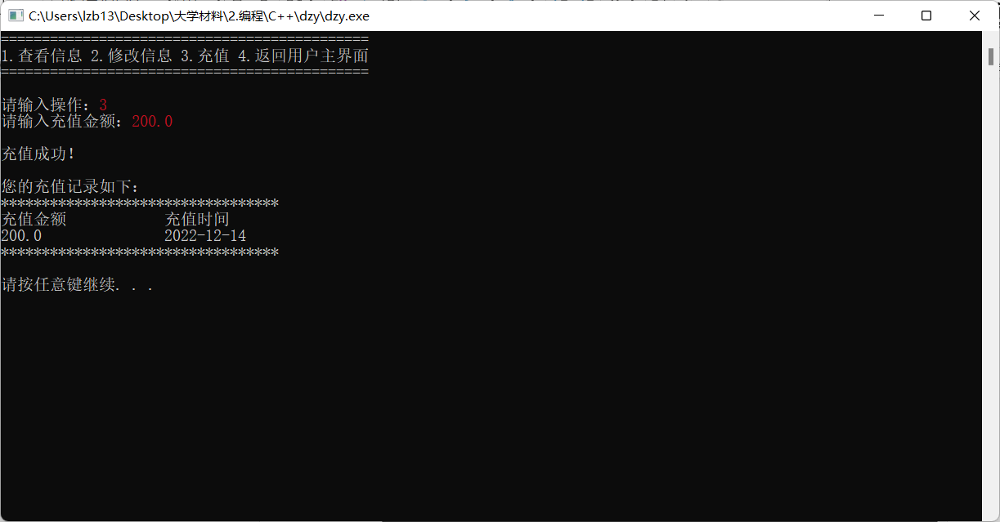 C:\Users\lzb13\Desktop\大学材料\2.编程\C++\dzy\dzy.exe
=============================================
1.查看信息 2.修改信息 3.充值 4.返回用户主界面
=============================================
请输入操作：3
请输入充值金额：200.0
充值成功！
您的充值记录如下：
**********************************
充值金额            充值时间
200.0               2022-12-14
**********************************
请按任意键继续. . .